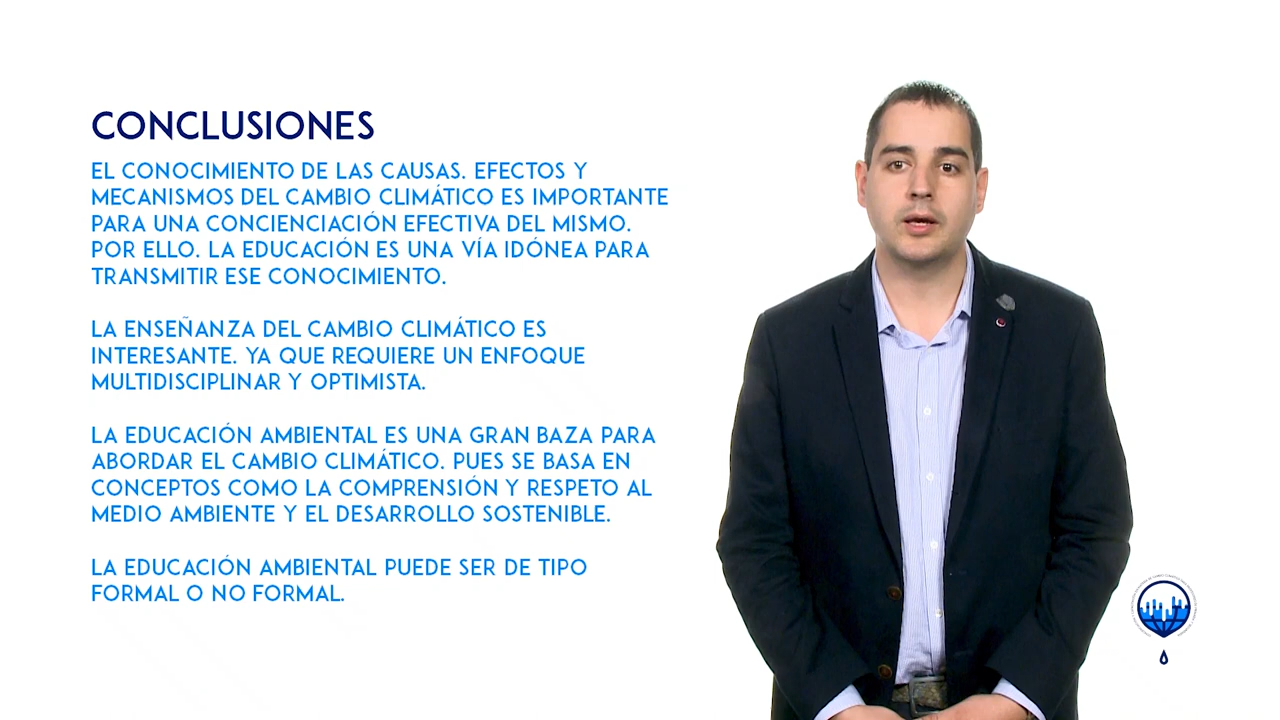 CONCLUSIONES
EL CONOCIMIENTO DE LAS CAUSAS. EFECTOS Y
MECANISMOS DEL CAMBIO CLIMÁTICO ES IMPORTANTE
PARA UNA CONCIENCIACIÓN EFECTIVA DEL MISMO.
POR ELLO. LA EDUCACIÓN ES UNA VÍA IDÓNEA PARA
TRANSMITIR ESE CONOCIMIENTO.
LA ENSEÑANZA DEL CAMBIO CLIMÁTICO ES
INTERESANTE. YA QUE REQUIERE UN ENFOQUE
MULTIDISCIPLINAR Y OPTIMISTA.
LA EDUCACIÓN AMBIENTAL ES UNA GRAN BAZA PARA
ABORDAR EL CAMBIO CLIMÁTICO. PUES SE BASA EN
CONCEPTOS COMO LA COMPRENSIÓN Y RESPETO AL
MEDIO AMBIENTE Y EL DESARROLLO SOSTENIBLE.
LA EDUCACIÓN AMBIENTAL PUEDE SER DE TIPO
FORMAL O NO FORMAL.